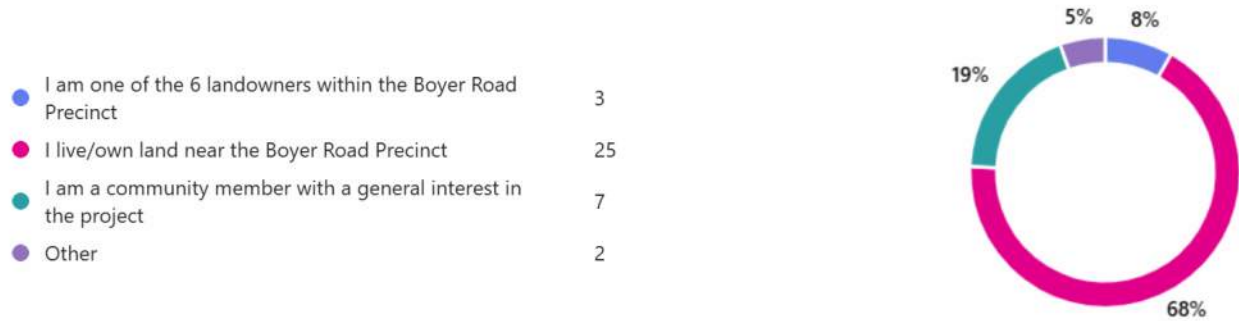 I am one of the 6 landowners within the Boyer Road
Precinct
3
I live/own land near the Boyer Road Precinct
25
I am a community member with a general interest in
the project
7
Other
2
5%
8%
19%
68%